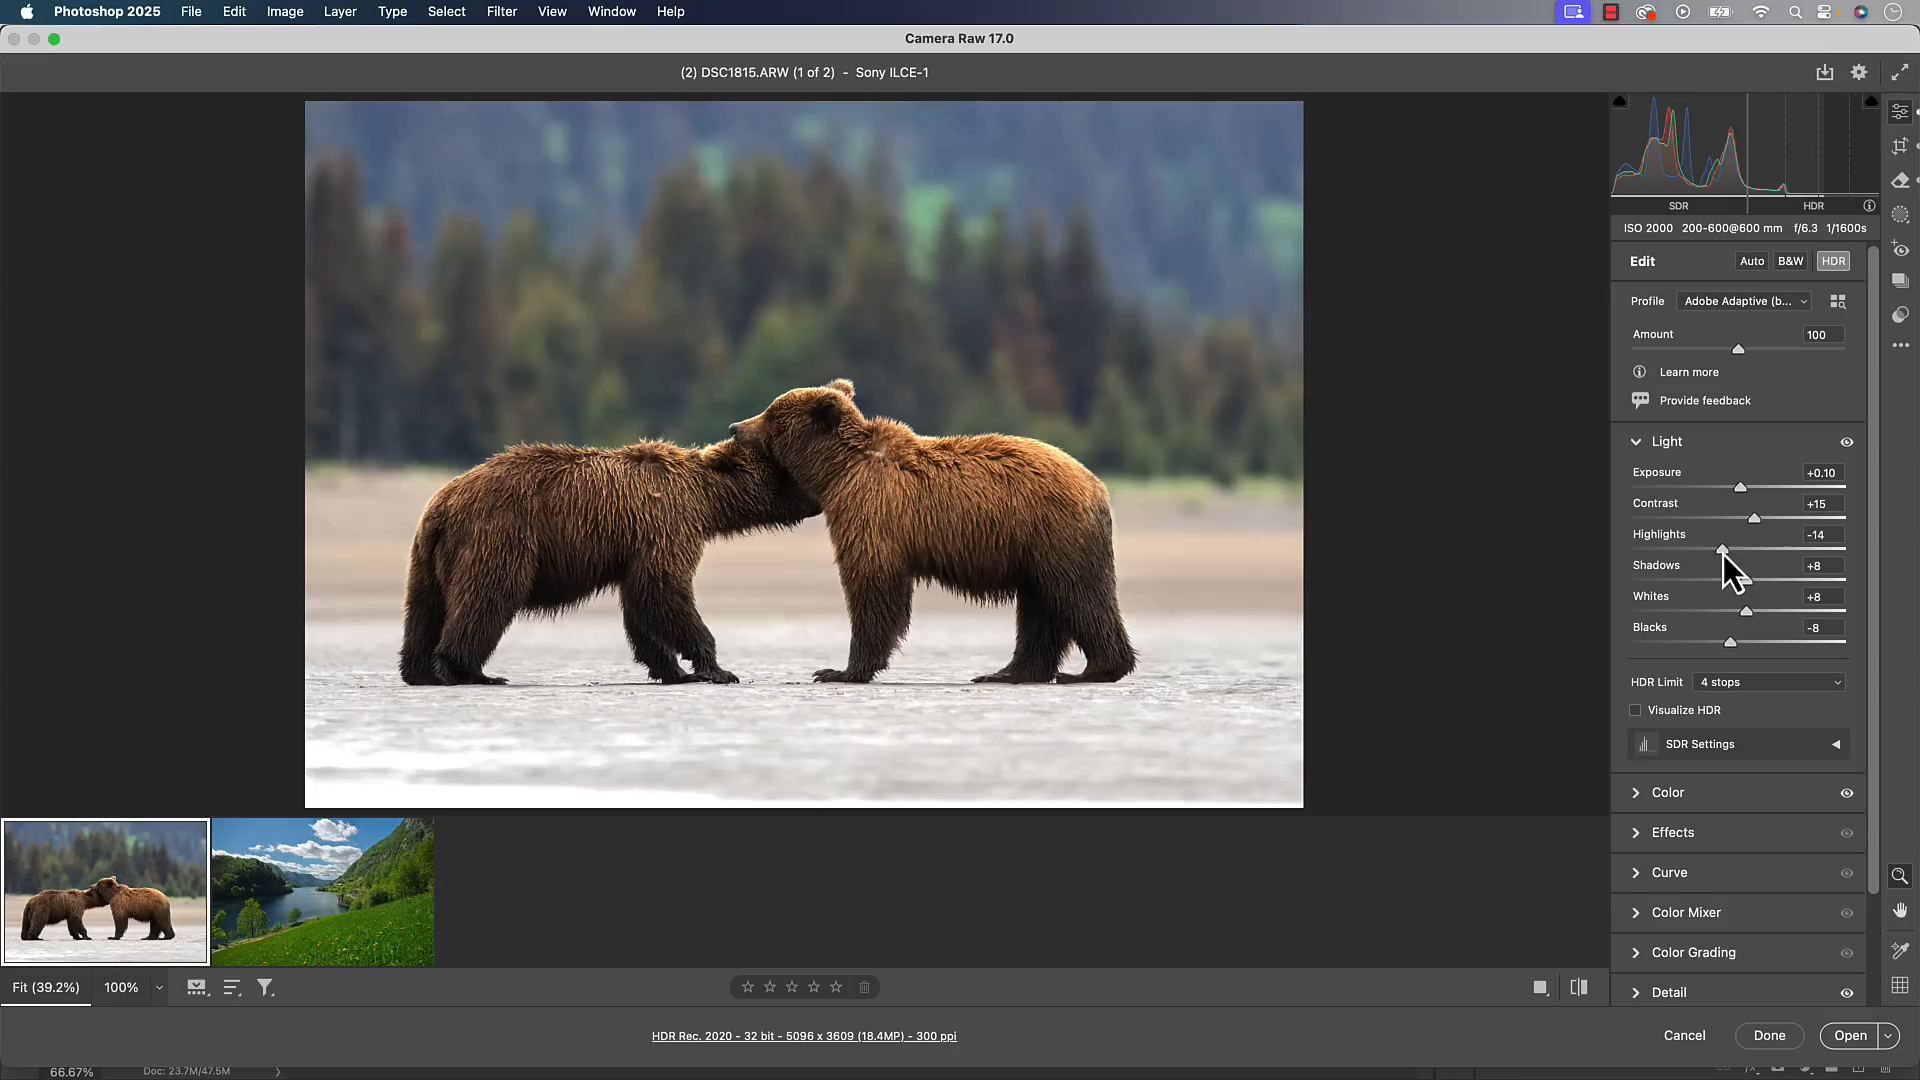 Photoshop 2025 File Edit Image Layer Type Select Filter View Window Help
Camera Raw 17.0
(2) DSC1815.ARW (1 of 2) - Sony ILCE-1
SDR HDR
ISO 2000 200-600@600 mm f/6.3 1/1600s
Edit Auto B&W HDR
Profile Adobe Adaptive (b...
Amount 100
Learn more
Provide feedback
Light
Exposure +0.10
Contrast +15
Highlights -14
Shadows +8
Whites +8
Blacks -8
HDR Limit 4 stops
Visualize HDR
SDR Settings
Color
Effects
Curve
Color Mixer
Color Grading
Detail
Fit (39.2%) 100%
HDR Rec. 2020 - 32 bit - 5096 x 3609 (18.4MP) - 300 ppi
Cancel Done Open
66.67% Doc: 23.7M/47.5M